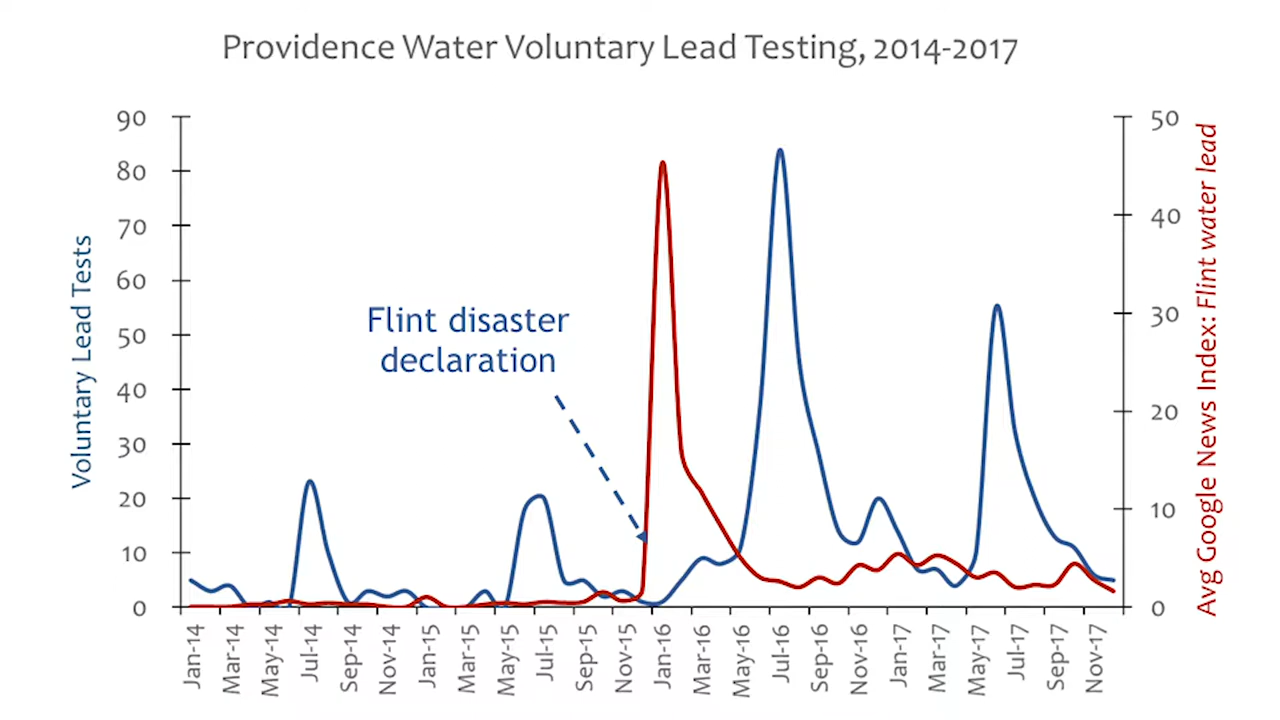 Providence Water Voluntary Lead Testing, 2014-2017
Voluntary Lead Tests
90
80
70
60
50
40
30
20
10
0
Flint disaster
declaration
50
40
30
20
10
0
Avg Google News Index: Flint water lead
Jan-14
Mar-14
May-14
Jul-14
Sep-14
Nov-14
Jan-15
Mar-15
May-15
Jul-15
Sep-15
Nov-15
Jan-16
Mar-16
May-16
Jul-16
Sep-16
Nov-16
Jan-17
Mar-17
May-17
Jul-17
Sep-17
Nov-17